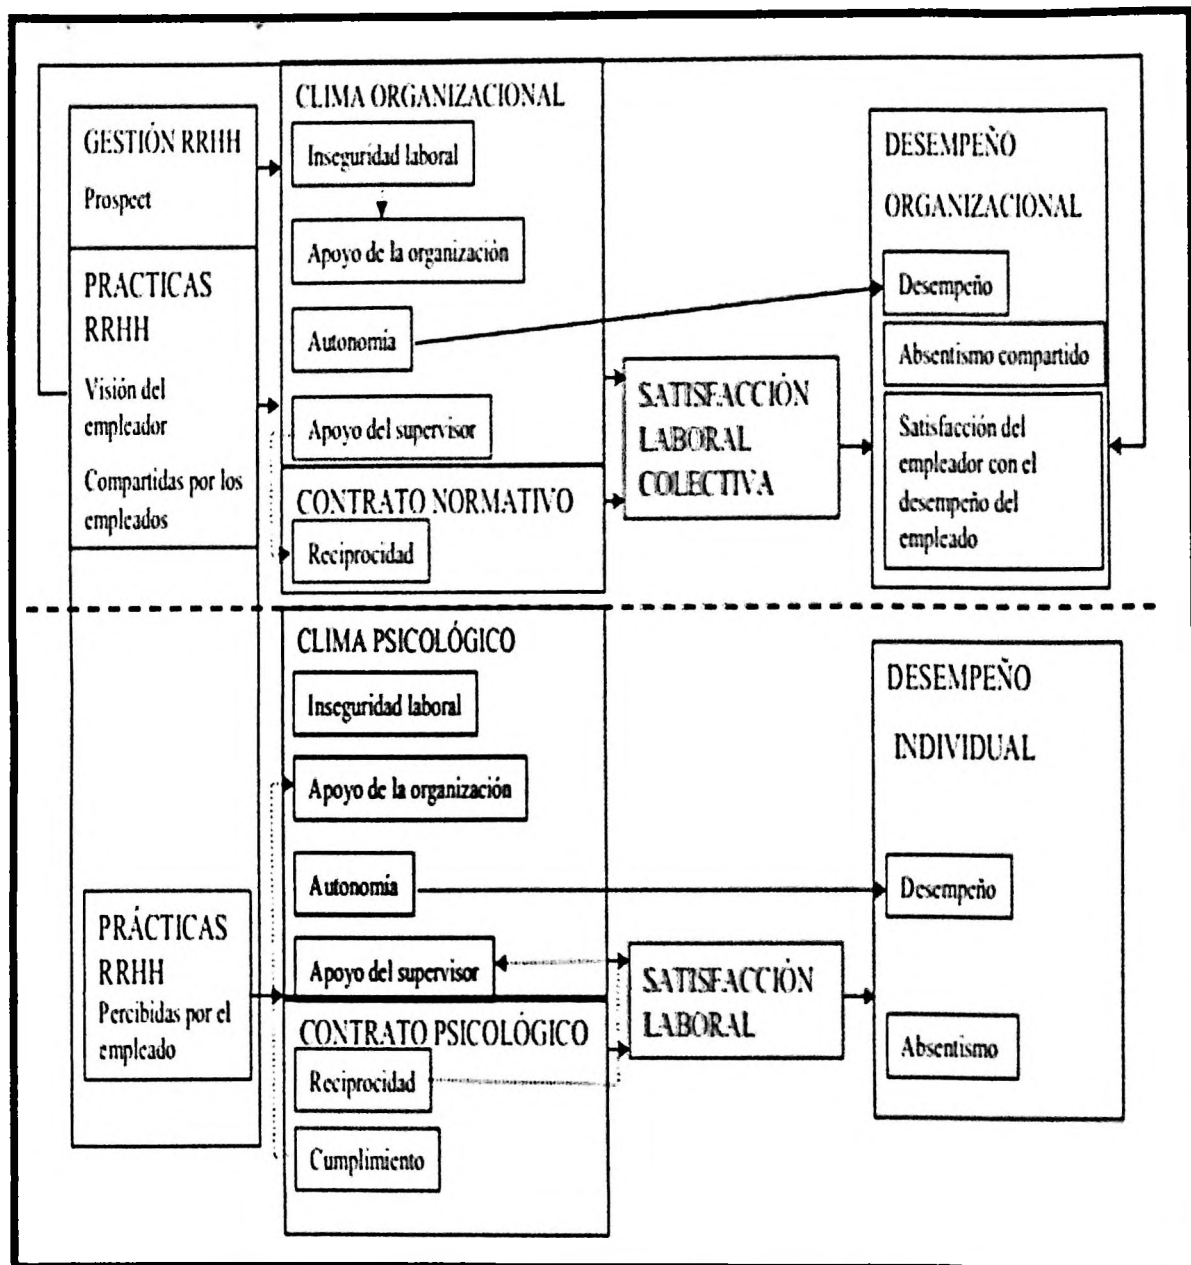 GESTIÓN RRHH
Prospect
PRACTICAS
RRHH
Visión del
empleador
Compartidas por los
empleados
CLIMA ORGANIZACIONAL
Inseguridad laboral
Apoyo de la organización
Autonomía
Apoyo del supervisor
CONTRATO NORMATIVO
Reciprocidad
SATISFACCIÓN
LABORAL
COLECTIVA
DESEMPEÑO
ORGANIZACIONAL
Desempeño
Absentismo compartido
Satisfacción del
empleador con el
desempeño del
empleado
PRÁCTICAS
RRHH
Percibidas por el
empleado
CLIMA PSICOLÓGICO
Inseguridad laboral
Apoyo de la organización
Autonomía
Apoyo del supervisor
CONTRATO PSICOLÓGICO
Reciprocidad
Cumplimiento
SATISFACCIÓN
LABORAL
DESEMPEÑO
INDIVIDUAL
Desempeño
Absentismo